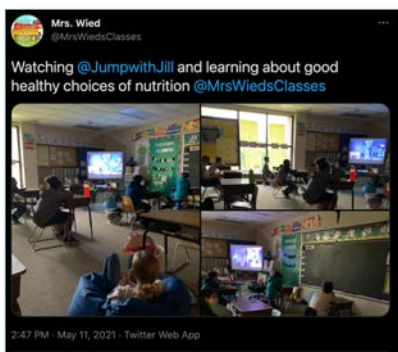 Mrs. Wied
@MrsWiedsClasses
Watching @JumpwithJill and learning about good
healthy choices of nutrition @MrsWiedsClasses
2:47 PM · May 11, 2021 · Twitter Web App